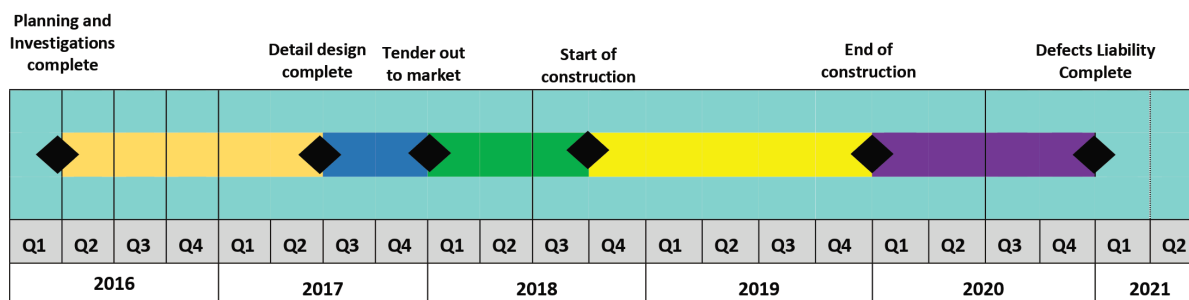 Planning and
Investigations
complete
Detail design
complete
Tender out
to market
Start of
construction
End of
construction
Defects Liability
Complete
Q1 Q2 Q3 Q4 Q1 Q2 Q3 Q4 Q1 Q2 Q3 Q4 Q1 Q2 Q3 Q4 Q1 Q2 Q3 Q4 Q1 Q2
2016 2017 2018 2019 2020 2021